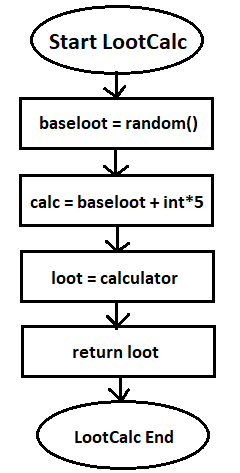 Start LootCalc
baseloot = random()
calc = baseloot + int*5
loot = calculator
return loot
LootCalc End